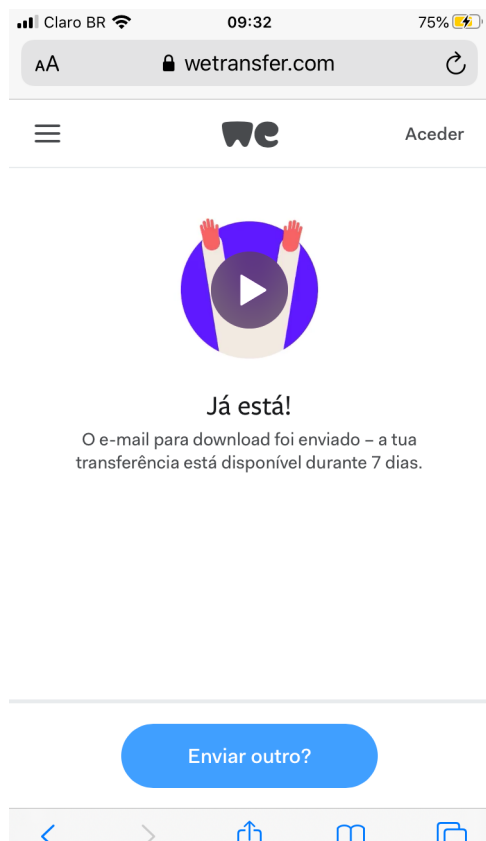 Claro BR
09:32
75%
AA
wetransfer.com
we
Aceder
Já está!
O e-mail para download foi enviado – a tua
transferência está disponível durante 7 dias.
Enviar outro?